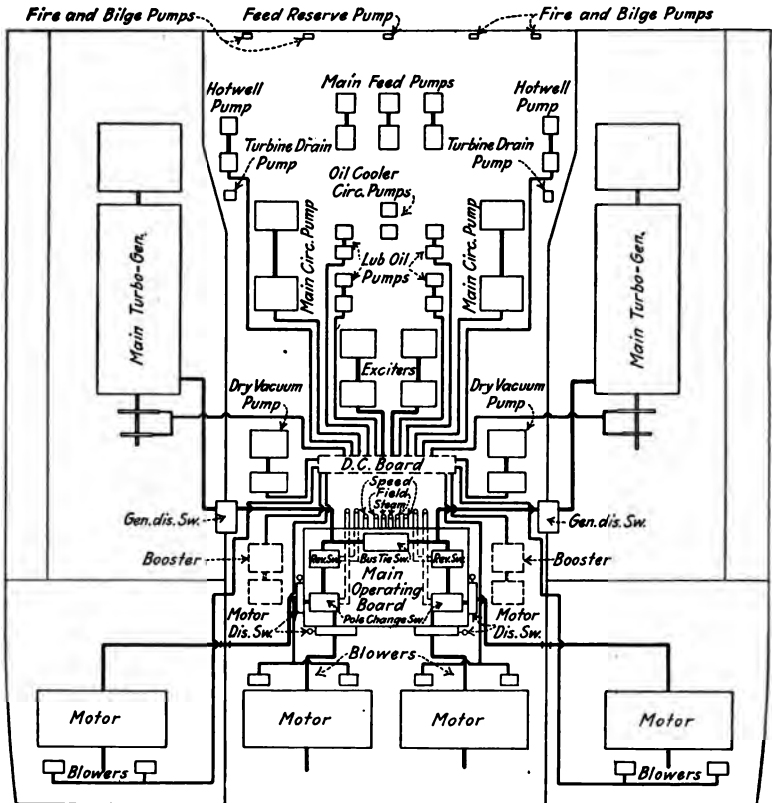 Fire and Bilge Pumps
Feed Reserve Pump
Fire and Bilge Pumps
Hotwell
Pump
Main Feed Pumps
Hotwell
Pump
Turbine Drain
Pump
Turbine Drain
Pump
Oil Cooler
Circ. Pumps
Main Turbo-Gen.
Main Circ. Pump
Lub Oil
Pumps
Main Circ. Pump
Main Turbo-Gen.
Exciters
Dry Vacuum
Pump
Dry Vacuum
Pump
D.C. Board
Speed
Field
Steam
Gen. dis. Sw.
Gen. dis. Sw.
Booster
Rev. Sw.
Bus Tie Sw.
Rev. Sw.
Booster
Main
Operating
Board
Pole Change Sw.
Motor
Dis. Sw.
Motor
Dis. Sw.
Blowers
Motor
Motor
Motor
Motor
Blowers
Blowers